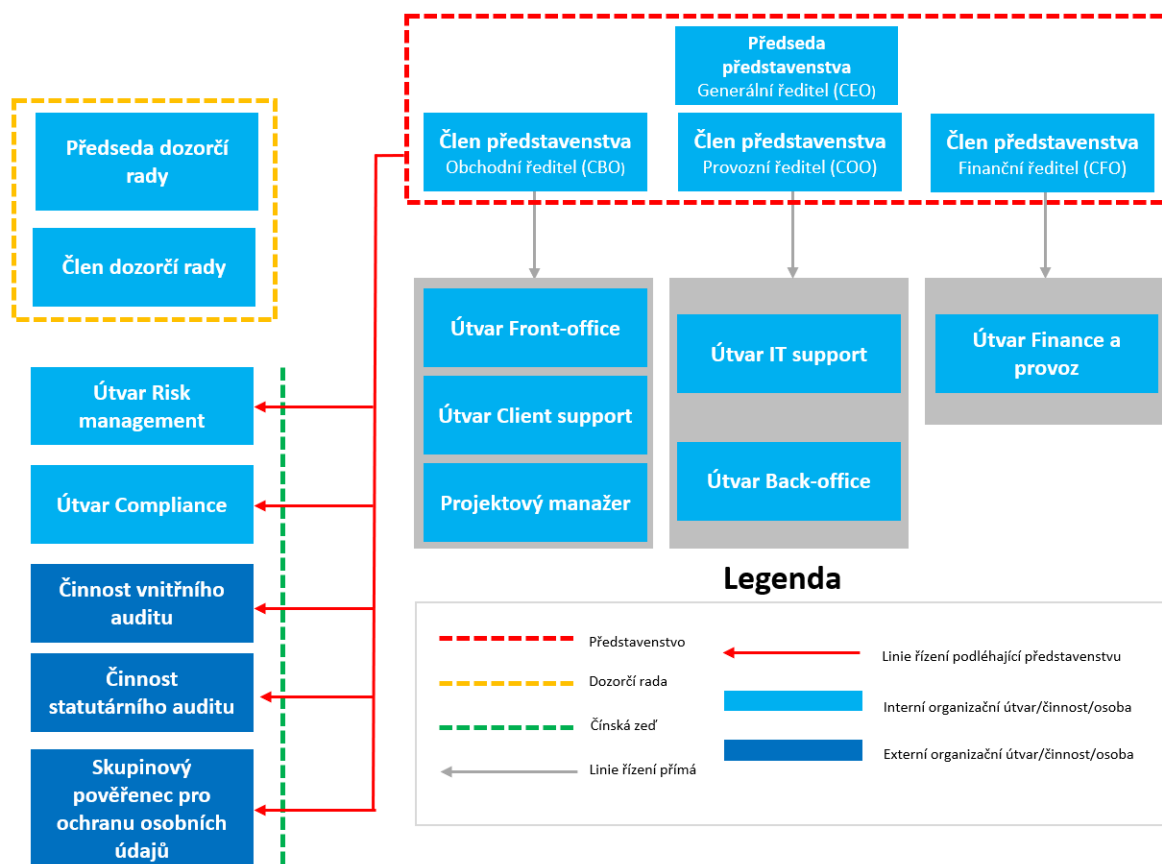 Předseda
představenstva
Generální ředitel (CEO)
Předseda dozorčí
rady
Člen dozorčí rady
Člen představenstva
Obchodní ředitel (CBO)
Člen představenstva
Provozní ředitel (COO)
Člen představenstva
Finanční ředitel (CFO)
Útvar Front-office
Útvar Client support
Projektový manažer
Útvar IT support
Útvar Back-office
Útvar Finance a
provoz
Útvar Risk
management
Útvar Compliance
Činnost vnitřního
auditu
Činnost
statutárního auditu
Skupinový
pověřenec pro
ochranu osobních
údajů
Legenda
Představenstvo
Dozorčí rada
Čínská zeď
Linie řízení přímá
Linie řízení podléhající představenstvu
Interní organizační útvar/činnost/osoba
Externí organizační útvar/činnost/osoba